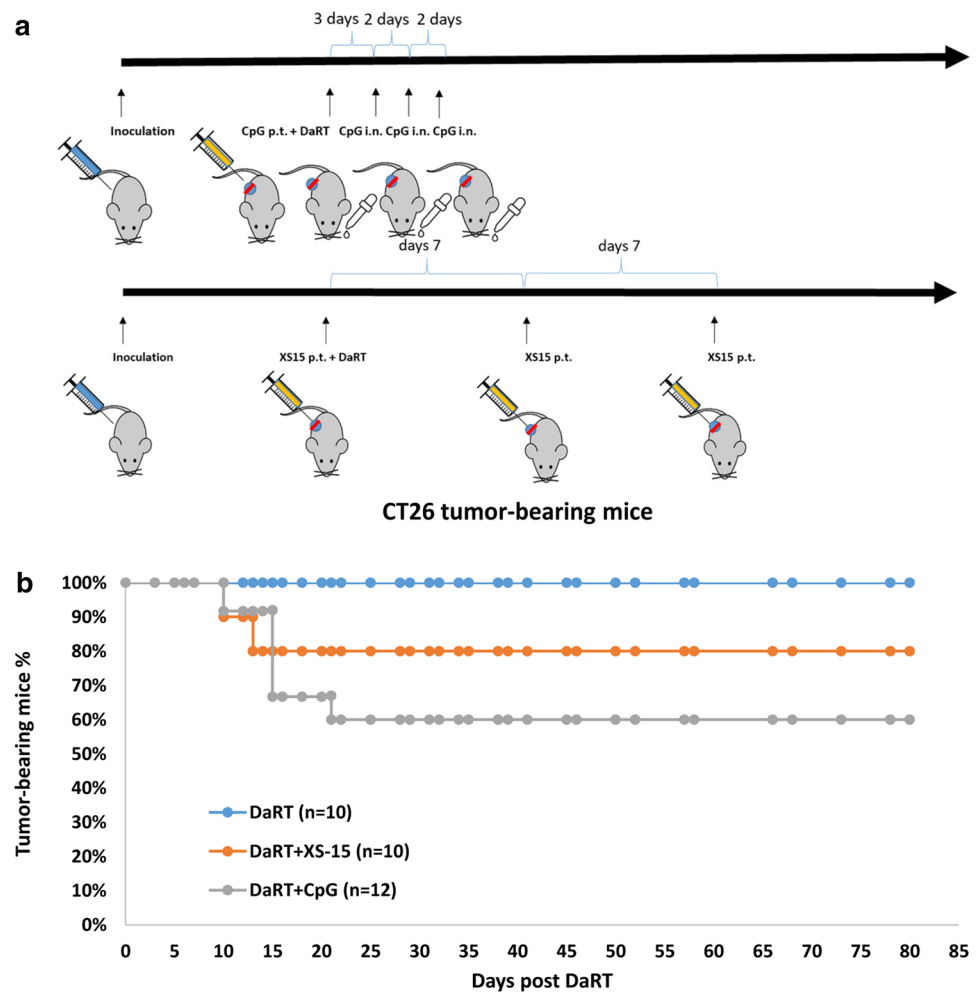 a
3 days 2 days 2 days
Inoculation
CpG p.t. + DaRT
CpG i.n. CpG i.n. CpG i.n.
days 7
days 7
Inoculation
XS15 p.t. + DaRT
XS15 p.t.
XS15 p.t.
CT26 tumor-bearing mice
b
Tumor-bearing mice %
100%
90%
80%
70%
60%
50%
40%
30%
20%
10%
0%
DaRT (n=10)
DaRT+XS-15 (n=10)
DaRT+CpG (n=12)
0 5 10 15 20 25 30 35 40 45 50 55 60 65 70 75 80 85
Days post DaRT